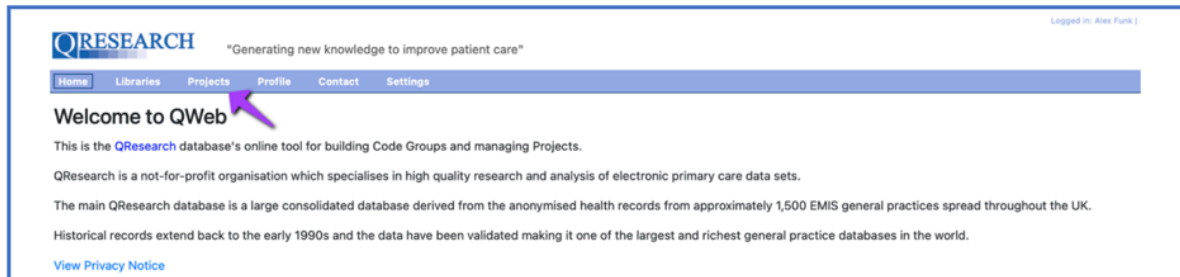 Logged in: Alex Funk |
QRESEARCH "Generating new knowledge to improve patient care"
Home Libraries Projects Profile Contact Settings
Welcome to QWeb
This is the QResearch database's online tool for building Code Groups and managing Projects.
QResearch is a not-for-profit organisation which specialises in high quality research and analysis of electronic primary care data sets.
The main QResearch database is a large consolidated database derived from the anonymised health records from approximately 1,500 EMIS general practices spread throughout the UK.
Historical records extend back to the early 1990s and the data have been validated making it one of the largest and richest general practice databases in the world.
View Privacy Notice